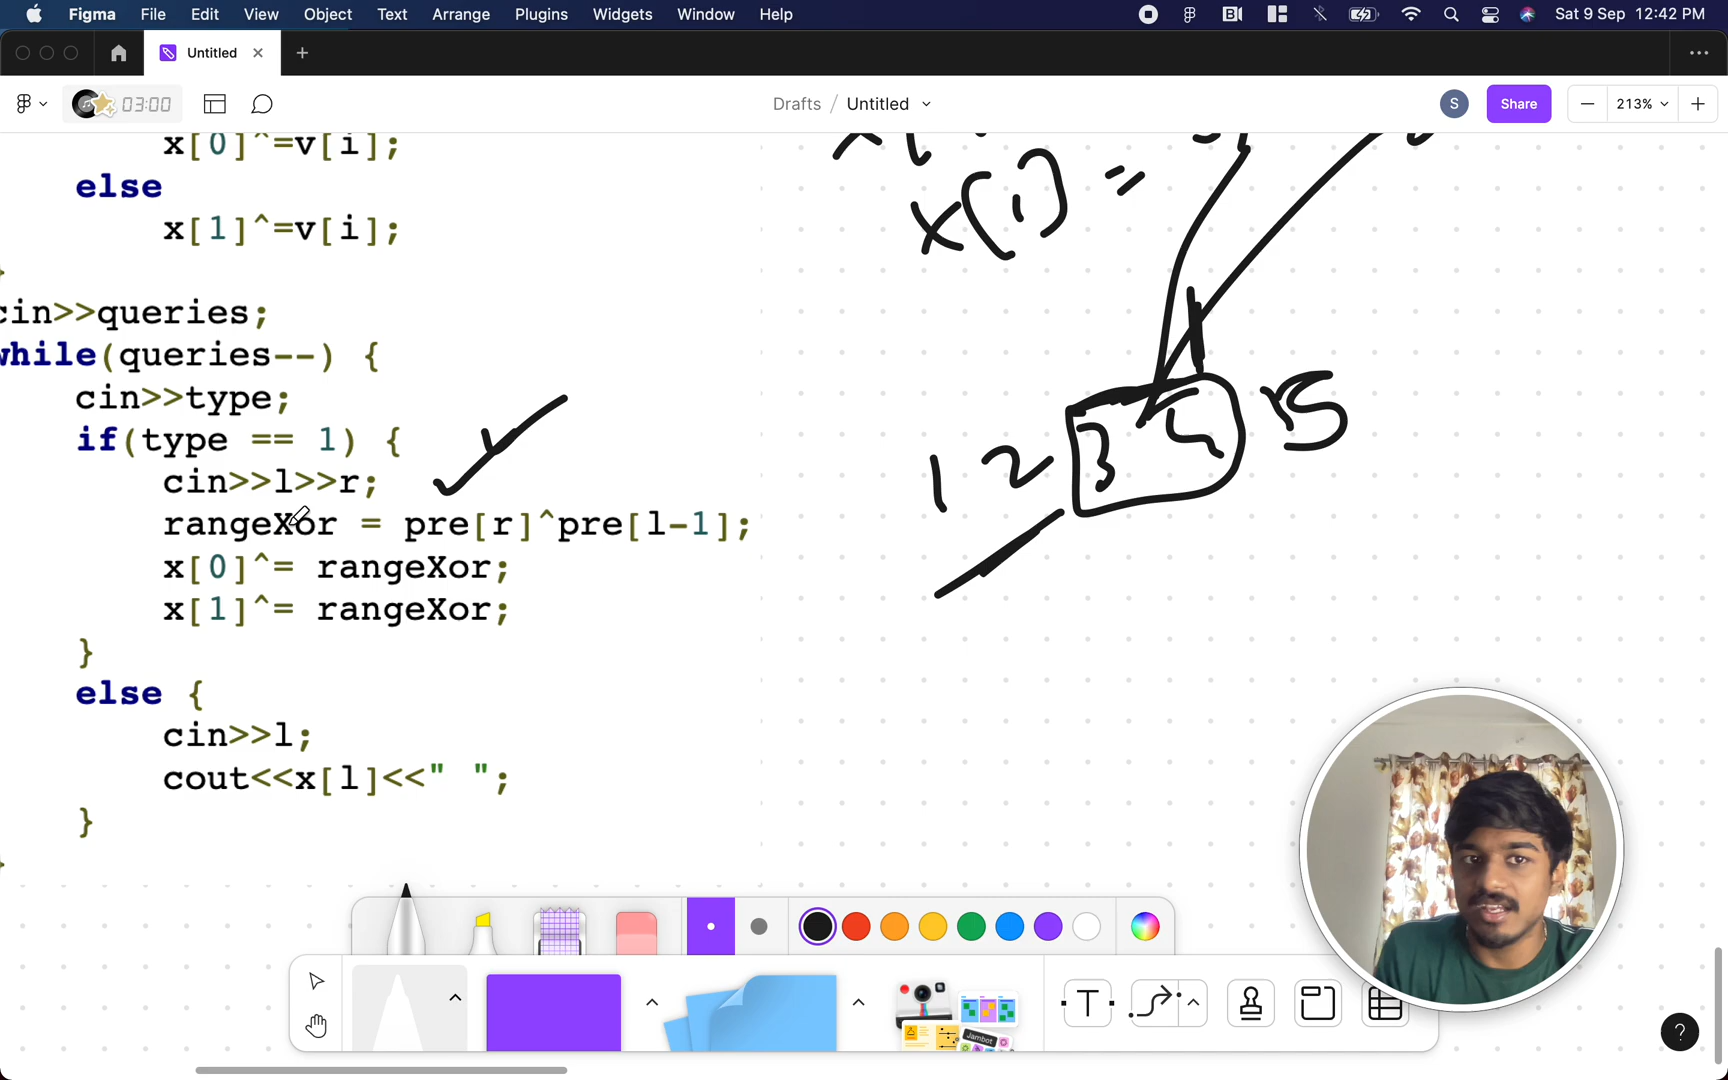 Figma File Edit View Object Text Arrange Plugins Widgets Window Help Sat 9 Sep 12:42 PM
Untitled
03:00 Drafts / Untitled S Share 213%
x[0]^=v[i];
else
x[1]^=v[i];
cin>>queries;
while(queries--) {
cin>>type;
if(type == 1) {
cin>>l>>r;
rangeXor = pre[r]^pre[l-1];
x[0]^= rangeXor;
x[1]^= rangeXor;
}
else {
cin>>l;
cout<<x[l]<<" ";
}
x[1] =
1 2 3 4 5
T
Jambot
?